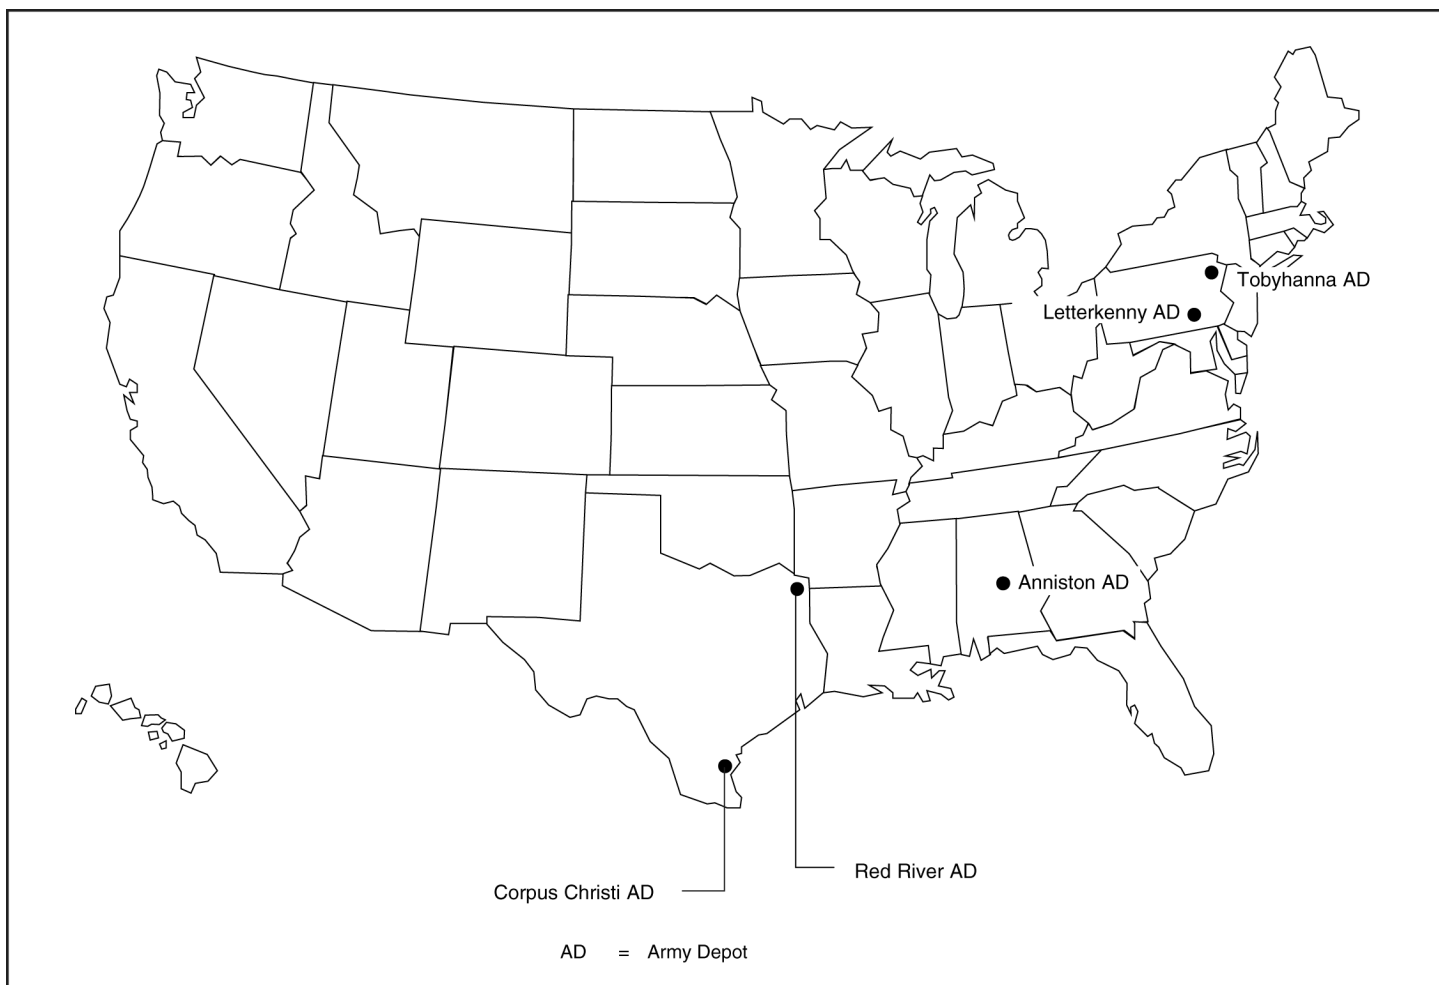 Tobyhanna AD
Letterkenny AD
Anniston AD
Red River AD
Corpus Christi AD
AD = Army Depot